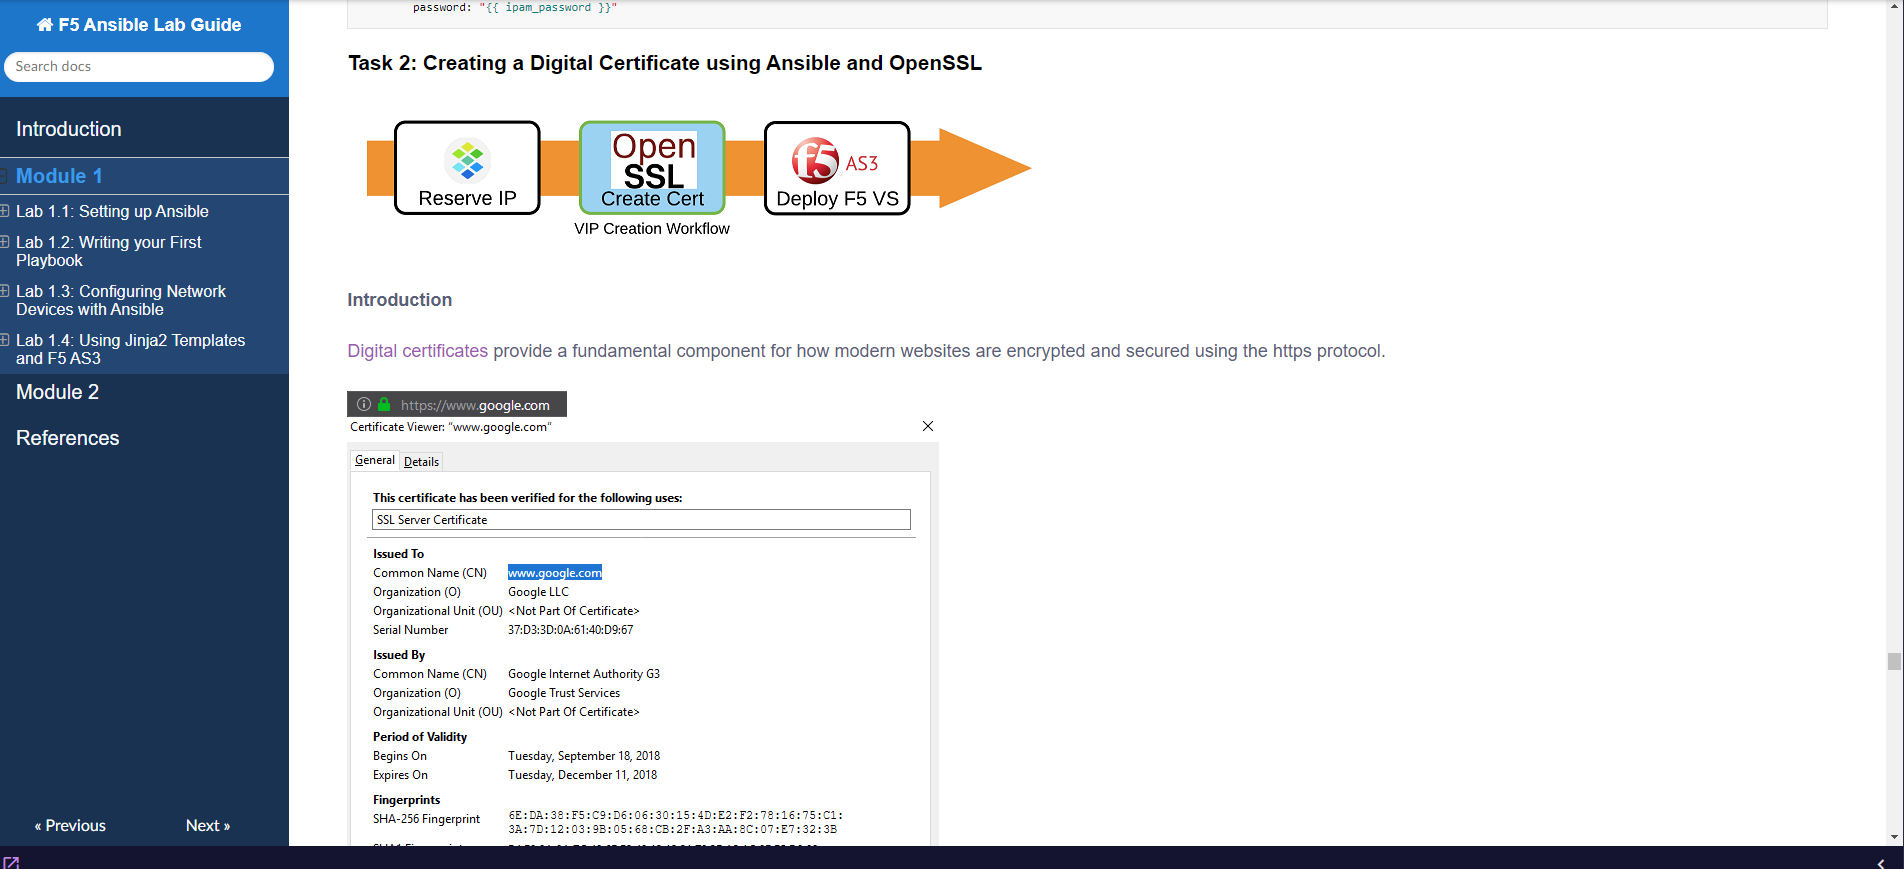 F5 Ansible Lab Guide
Search docs
Introduction
Module 1
Lab 1.1: Setting up Ansible
Lab 1.2: Writing your First
Playbook
Lab 1.3: Configuring Network
Devices with Ansible
Lab 1.4: Using Jinja2 Templates
and F5 AS3
Module 2
References
« Previous
Next »
password: "{{ ipam_password }}"
Task 2: Creating a Digital Certificate using Ansible and OpenSSL
Reserve IP
Open
SSL
Create Cert
f5 AS3
Deploy F5 VS
VIP Creation Workflow
Introduction
Digital certificates provide a fundamental component for how modern websites are encrypted and secured using the https protocol.
https://www.google.com
Certificate Viewer: "www.google.com"
General
Details
This certificate has been verified for the following uses:
SSL Server Certificate
Issued To
Common Name (CN) www.google.com
Organization (O) Google LLC
Organizational Unit (OU) <Not Part Of Certificate>
Serial Number 37:D3:3D:0A:61:40:D9:67
Issued By
Common Name (CN) Google Internet Authority G3
Organization (O) Google Trust Services
Organizational Unit (OU) <Not Part Of Certificate>
Period of Validity
Begins On Tuesday, September 18, 2018
Expires On Tuesday, December 11, 2018
Fingerprints
SHA-256 Fingerprint 6E:DA:38:F5:C9:D6:06:30:15:4D:E2:F2:78:16:75:C1:
3A:7D:12:03:9B:05:68:CB:2F:A3:AA:8C:07:E7:32:3B